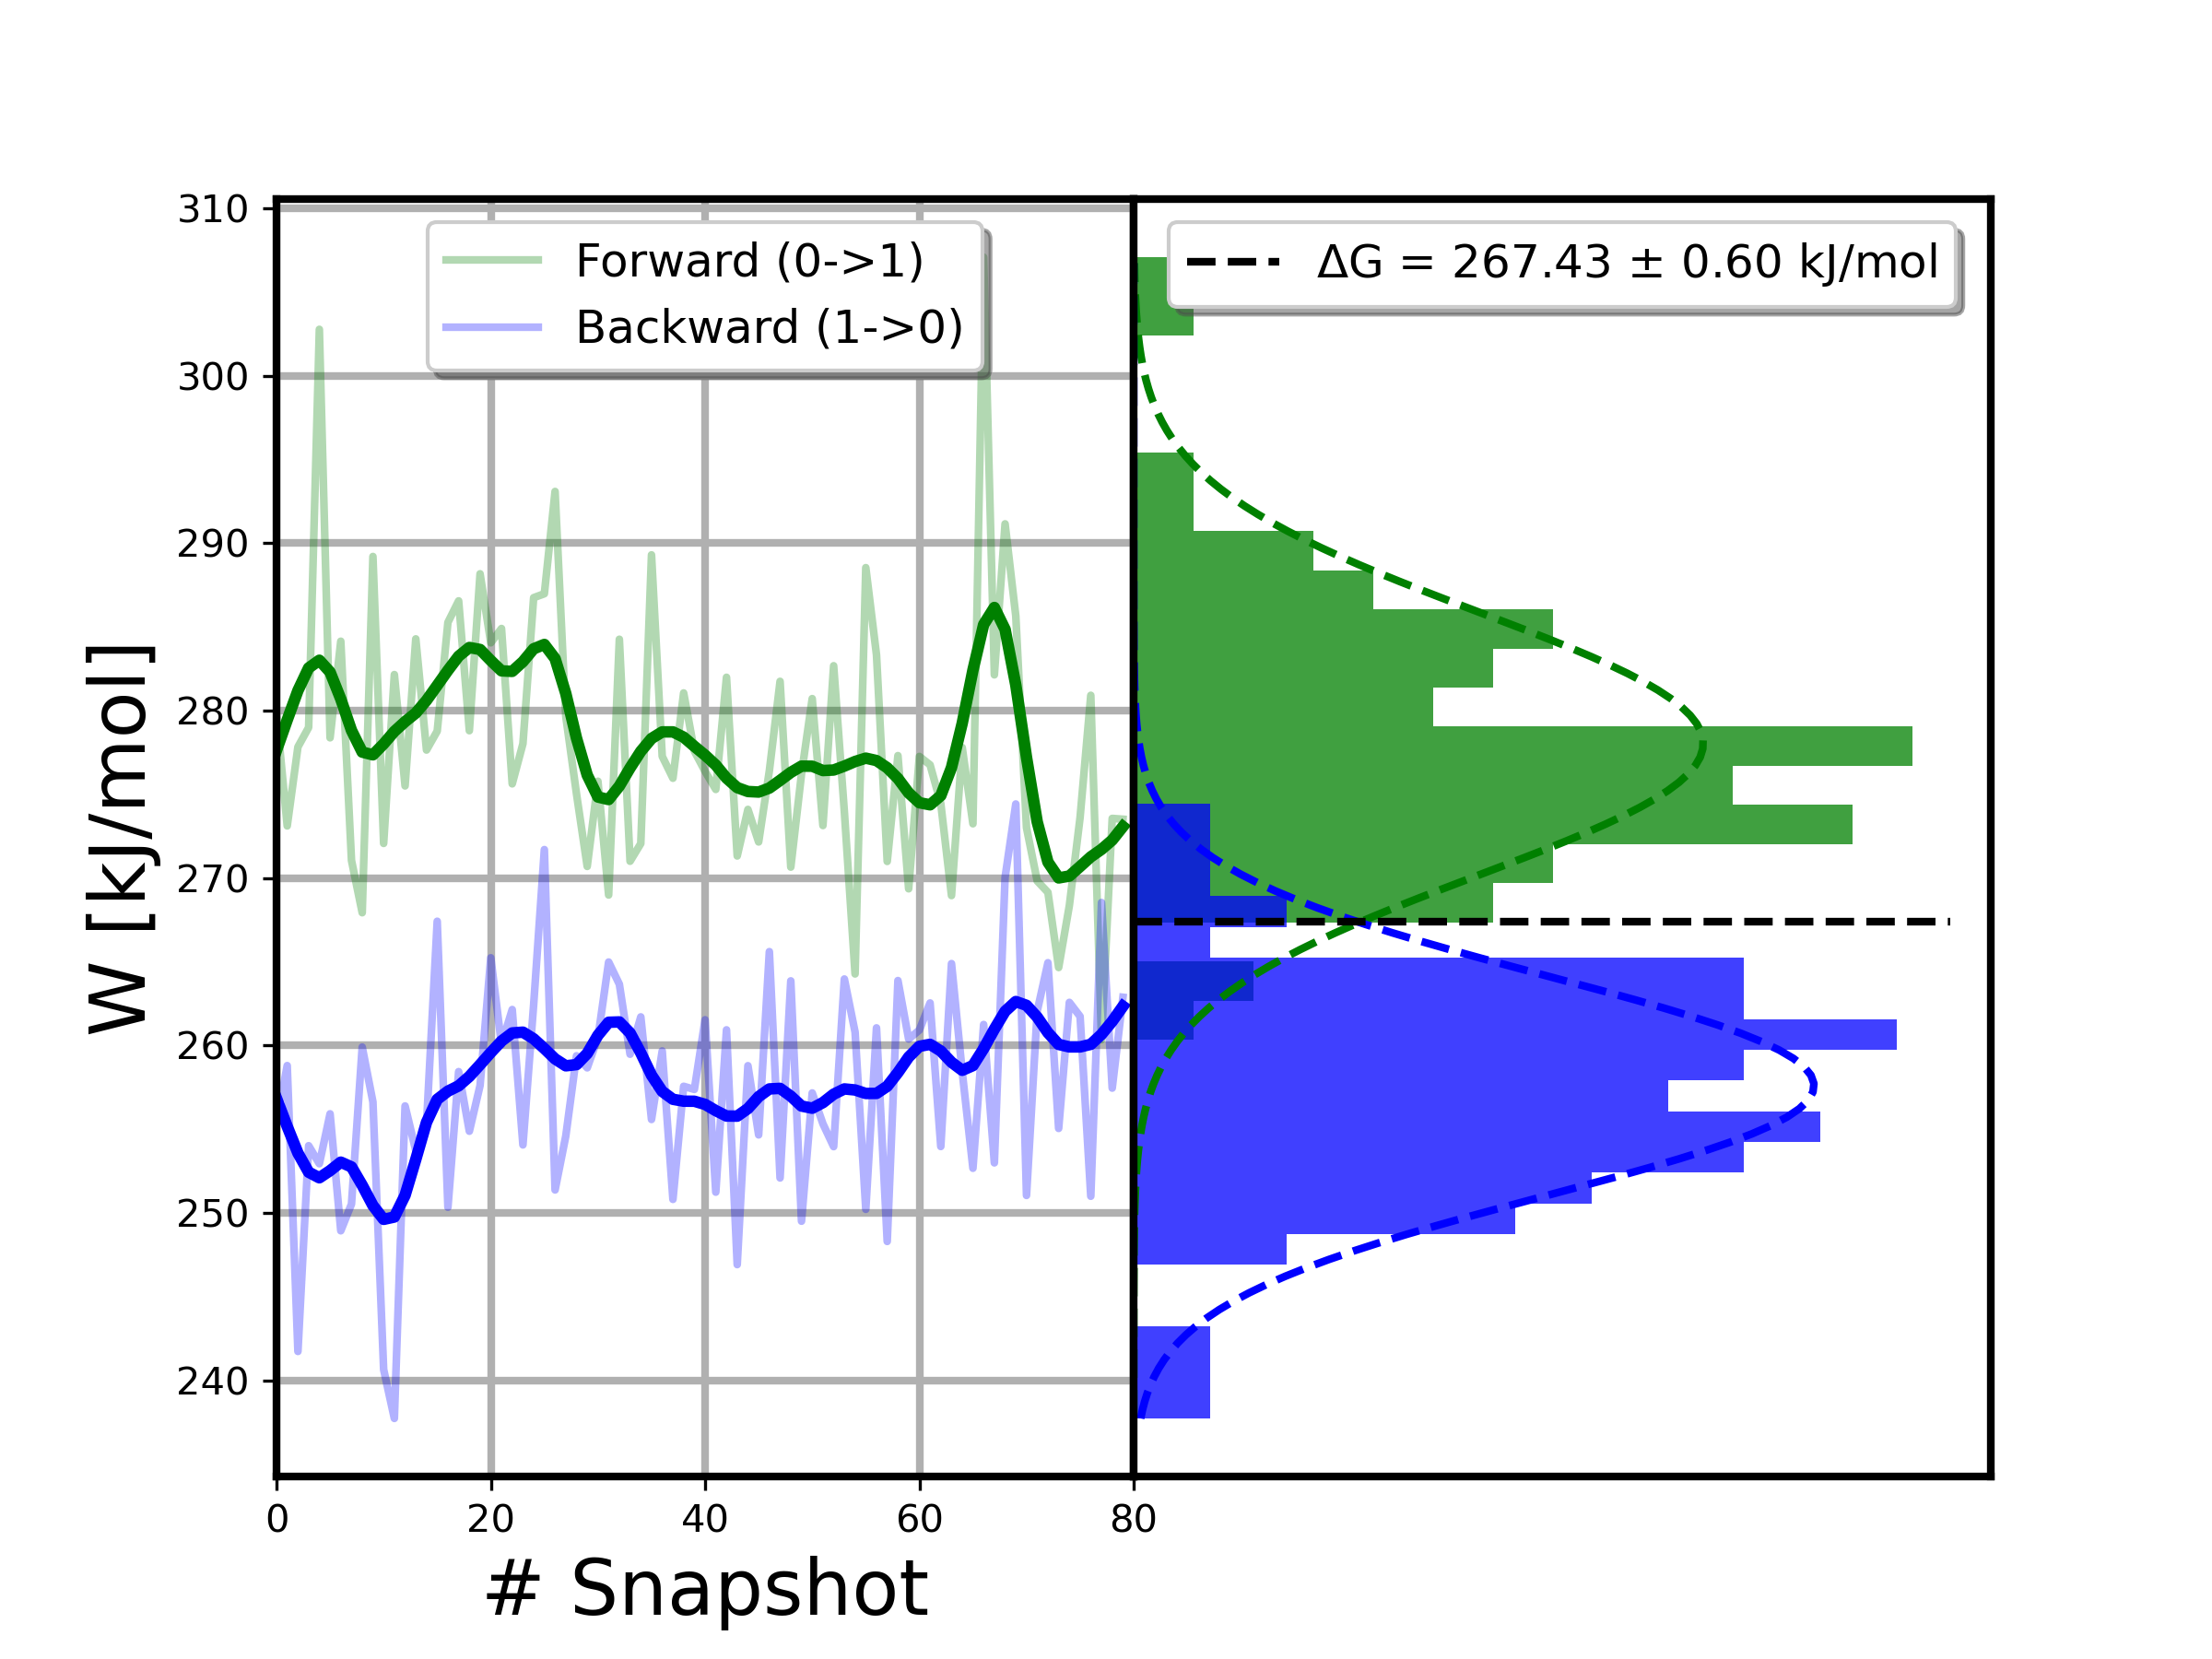 310
300
290
280
270
260
250
240
W [kJ/mol]
0
20
40
60
80
# Snapshot
Forward (0->1)
Backward (1->0)
ΔG = 267.43 ± 0.60 kJ/mol